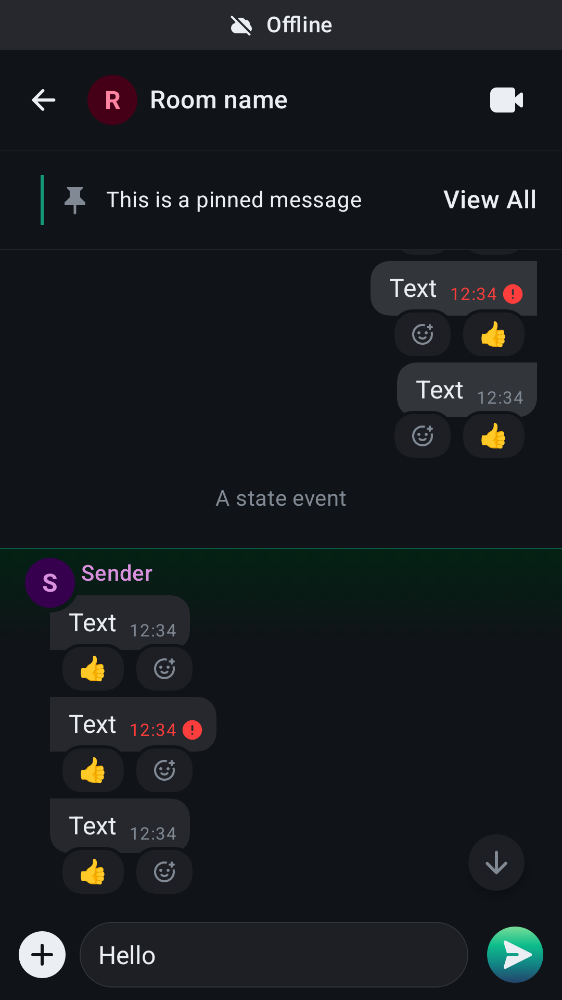 Offline
R Room name
This is a pinned message View All
Text 12:34
👍
Text 12:34
👍
A state event
S Sender
Text 12:34
👍
Text 12:34
👍
Text 12:34
👍
Hello